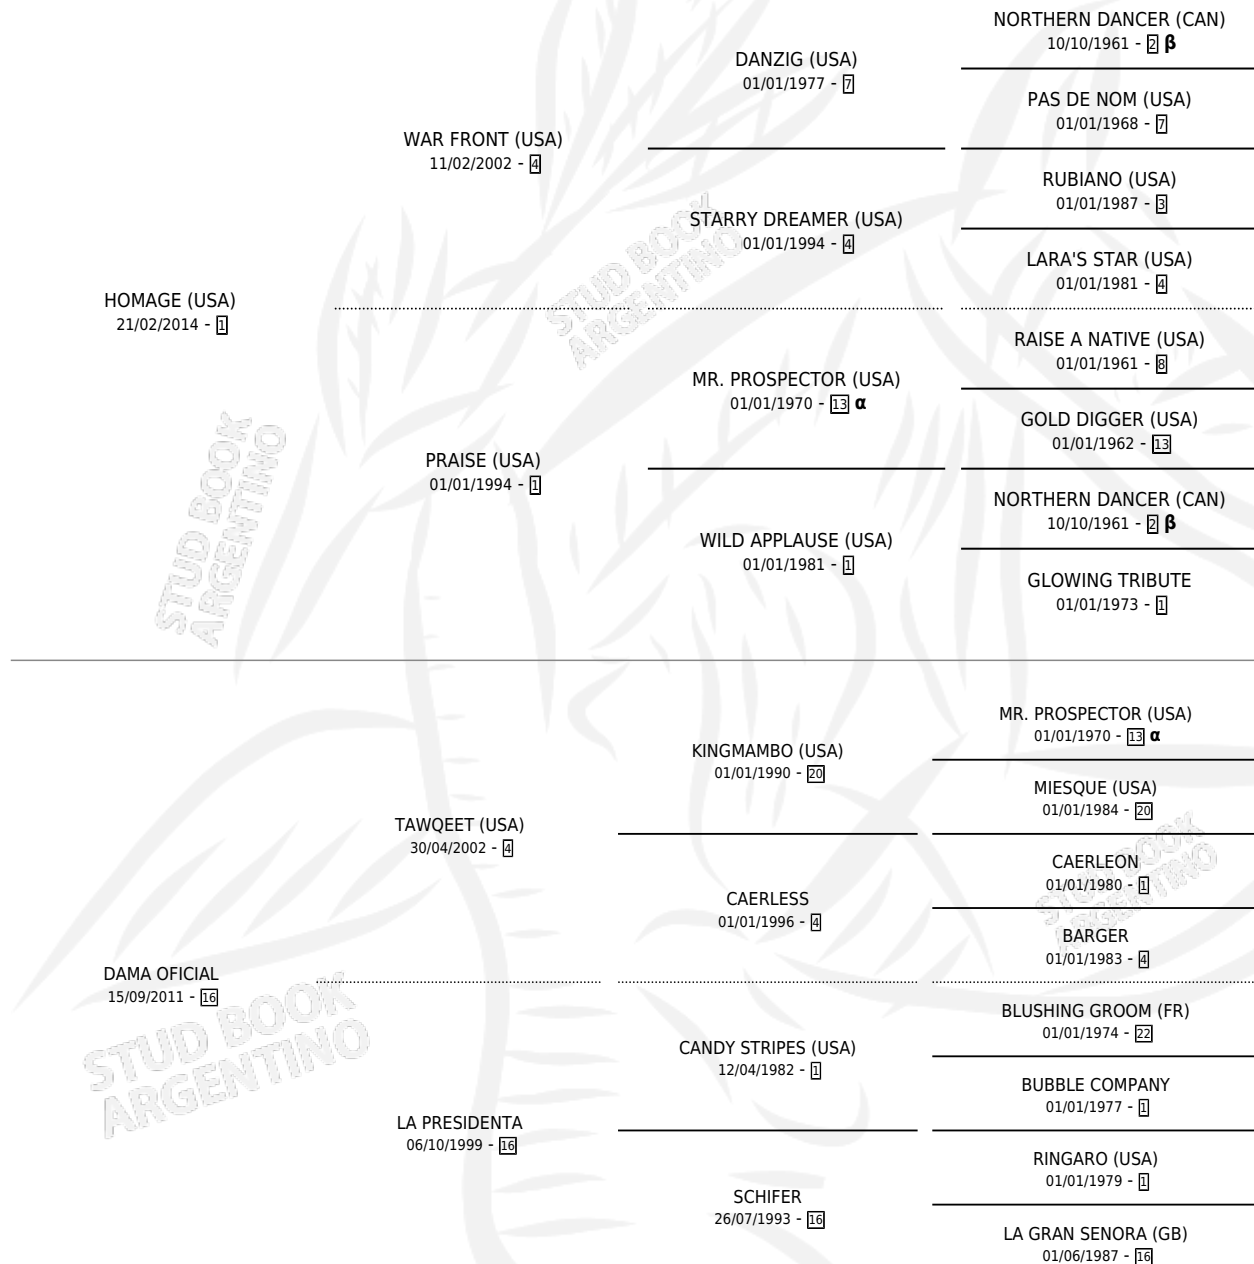 NORTHERN DANCER (CAN)
10/10/1961 - 2 β
DANZIG (USA)
01/01/1977 - 7
PAS DE NOM (USA)
01/01/1968 - 7
WAR FRONT (USA)
11/02/2002 - 4
RUBIANO (USA)
01/01/1987 - 3
STARRY DREAMER (USA)
01/01/1994 - 4
LARA'S STAR (USA)
01/01/1981 - 4
HOMAGE (USA)
21/02/2014 - 1
RAISE A NATIVE (USA)
01/01/1961 - 8
MR. PROSPECTOR (USA)
01/01/1970 - 13 α
GOLD DIGGER (USA)
01/01/1962 - 13
PRAISE (USA)
01/01/1994 - 1
NORTHERN DANCER (CAN)
10/10/1961 - 2 β
WILD APPLAUSE (USA)
01/01/1981 - 1
GLOWING TRIBUTE
01/01/1973 - 1
MR. PROSPECTOR (USA)
01/01/1970 - 13 α
KINGMAMBO (USA)
01/01/1990 - 20
MIESQUE (USA)
01/01/1984 - 20
TAWQEET (USA)
30/04/2002 - 4
CAERLEON
01/01/1980 - 1
CAERLESS
01/01/1996 - 4
BARGER
01/01/1983 - 4
DAMA OFICIAL
15/09/2011 - 16
BLUSHING GROOM (FR)
01/01/1974 - 22
CANDY STRIPES (USA)
12/04/1982 - 1
BUBBLE COMPANY
01/01/1977 - 1
LA PRESIDENTA
06/10/1999 - 16
RINGARO (USA)
01/01/1979 - 1
SCHIFER
26/07/1993 - 16
LA GRAN SENORA (GB)
01/06/1987 - 16
STUD BOOK
ARGENTINO
STUD BOOK
ARGENTINO
STUD BOOK
ARGENTINO
STUD BOOK
ARGENTINO